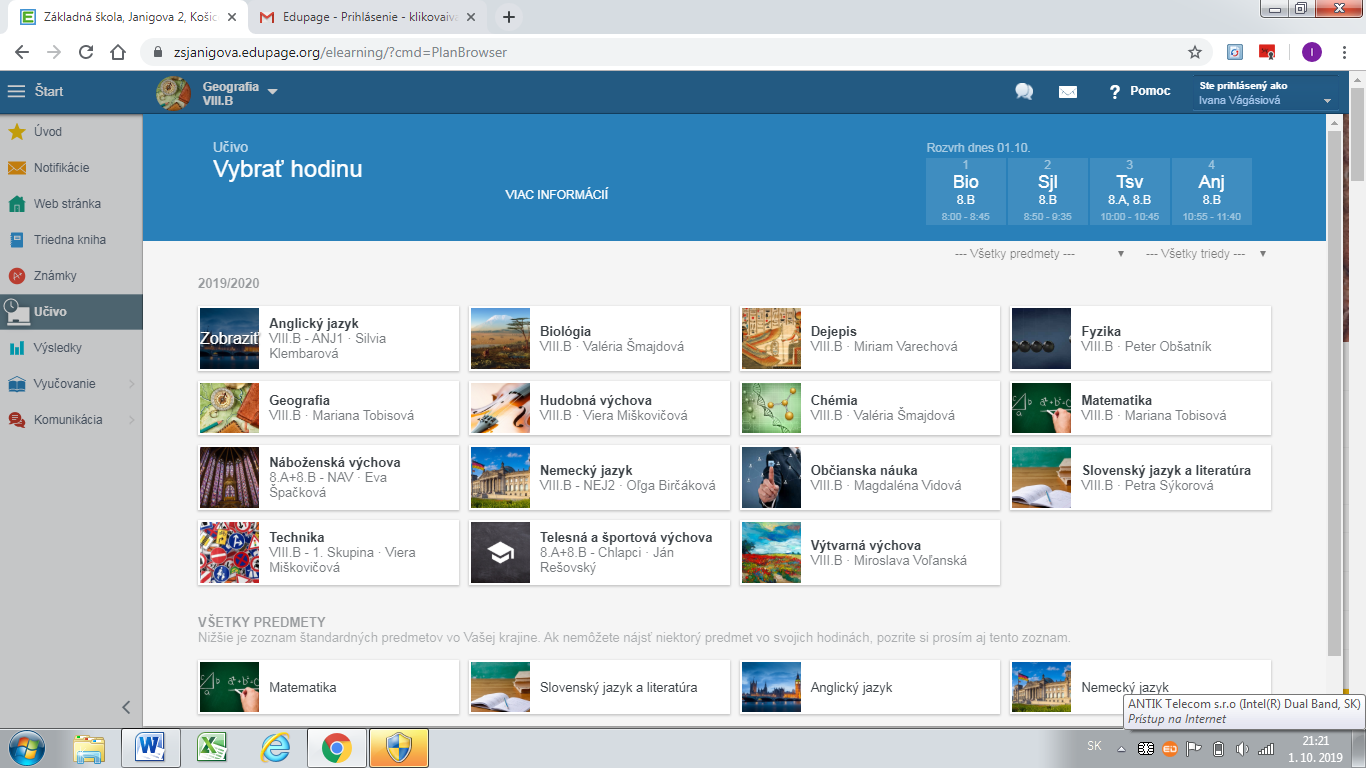 Základná škola, Janigova 2, Košic
Edupage - Prihlásenie - klikovaiva
zsjanigova.edupage.org/elearning/?cmd=PlanBrowser
I
Štart
Geografia
VIII.B
? Pomoc
Ste prihlásený ako
Ivana Vágásiová
Úvod
Notifikácie
Web stránka
Triedna kniha
Známky
Učivo
Výsledky
Vyučovanie
Komunikácia
Učivo
Vybrať hodinu
VIAC INFORMÁCIÍ
Rozvrh dnes 01.10.
1 2 3 4
Bio Sjl Tsv Anj
8.B 8.B 8.A, 8.B 8.B
8:00 - 8:45 8:50 - 9:35 10:00 - 10:45 10:55 - 11:40
--- Všetky predmety --- --- Všetky triedy ---
2019/2020
Zobraziť
Anglický jazyk
VIII.B - ANJ1 · Silvia
Klembarová
Biológia
VIII.B · Valéria Šmajdová
Dejepis
VIII.B · Miriam Varechová
Fyzika
VIII.B · Peter Obšatník
Geografia
VIII.B · Mariana Tobisová
Hudobná výchova
VIII.B · Viera Miškovičová
Chémia
VIII.B · Valéria Šmajdová
Matematika
VIII.B · Mariana Tobisová
Náboženská výchova
8.A+8.B - NAV · Eva
Špačková
Nemecký jazyk
VIII.B - NEJ2 · Oľga Birčáková
Občianska náuka
VIII.B · Magdaléna Vidová
Slovenský jazyk a literatúra
VIII.B · Petra Sýkorová
Technika
VIII.B - 1. Skupina · Viera
Miškovičová
Telesná a športová výchova
8.A+8.B - Chlapci · Ján
Rešovský
Výtvarná výchova
VIII.B · Miroslava Voľanská
VŠETKY PREDMETY
Nižšie je zoznam štandardných predmetov vo Vašej krajine. Ak nemôžete nájsť niektorý predmet vo svojich hodinách, pozrite si prosím aj tento zoznam.
Matematika
Slovenský jazyk a literatúra
Anglický jazyk
Nemecký jazyk
ANTIK Telecom s.r.o (Intel(R) Dual Band, SK)
Prístup na Internet
SK
21:21
1. 10. 2019